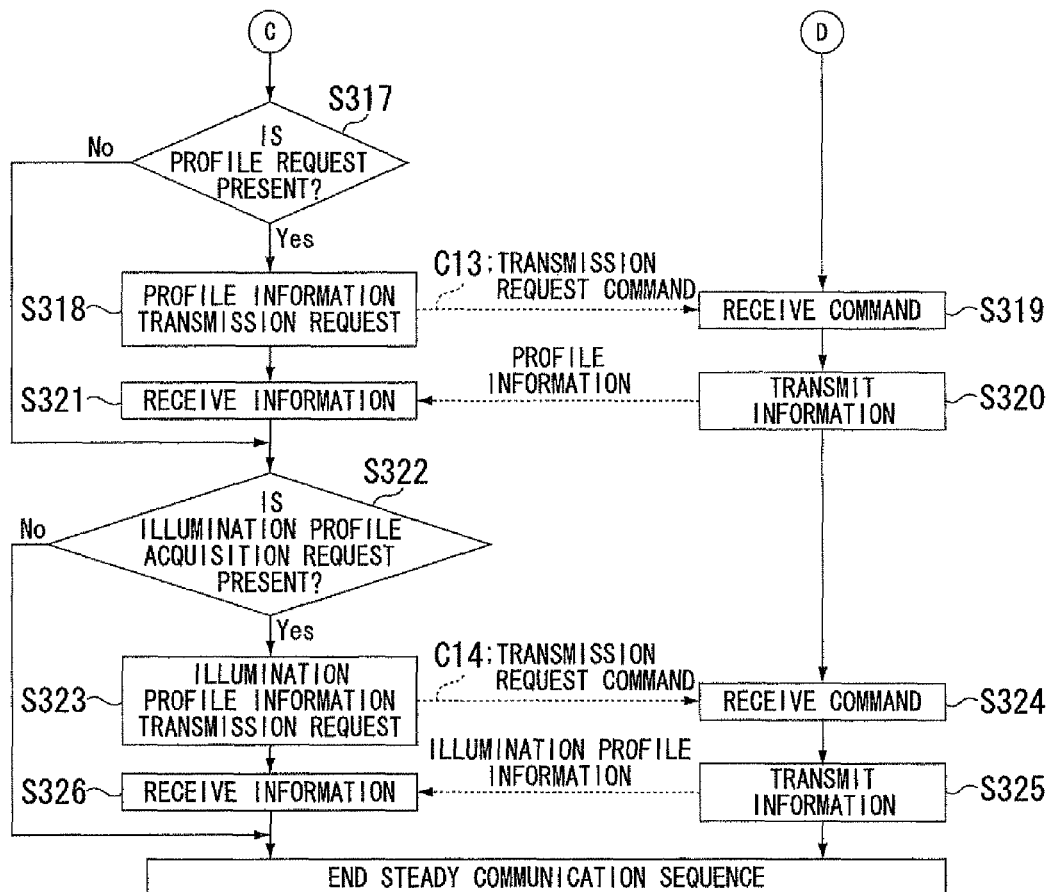 C
D
S317
IS
PROFILE REQUEST
PRESENT?
No
Yes
S318
PROFILE INFORMATION
TRANSMISSION REQUEST
C13;TRANSMISSION
REQUEST COMMAND
RECEIVE COMMAND
S319
PROFILE
INFORMATION
S321
RECEIVE INFORMATION
TRANSMIT
INFORMATION
S320
S322
IS
ILLUMINATION PROFILE
ACQUISITION REQUEST
PRESENT?
No
Yes
S323
ILLUMINATION
PROFILE INFORMATION
TRANSMISSION REQUEST
C14;TRANSMISSION
REQUEST COMMAND
RECEIVE COMMAND
S324
ILLUMINATION PROFILE
INFORMATION
S326
RECEIVE INFORMATION
TRANSMIT
INFORMATION
S325
END STEADY COMMUNICATION SEQUENCE